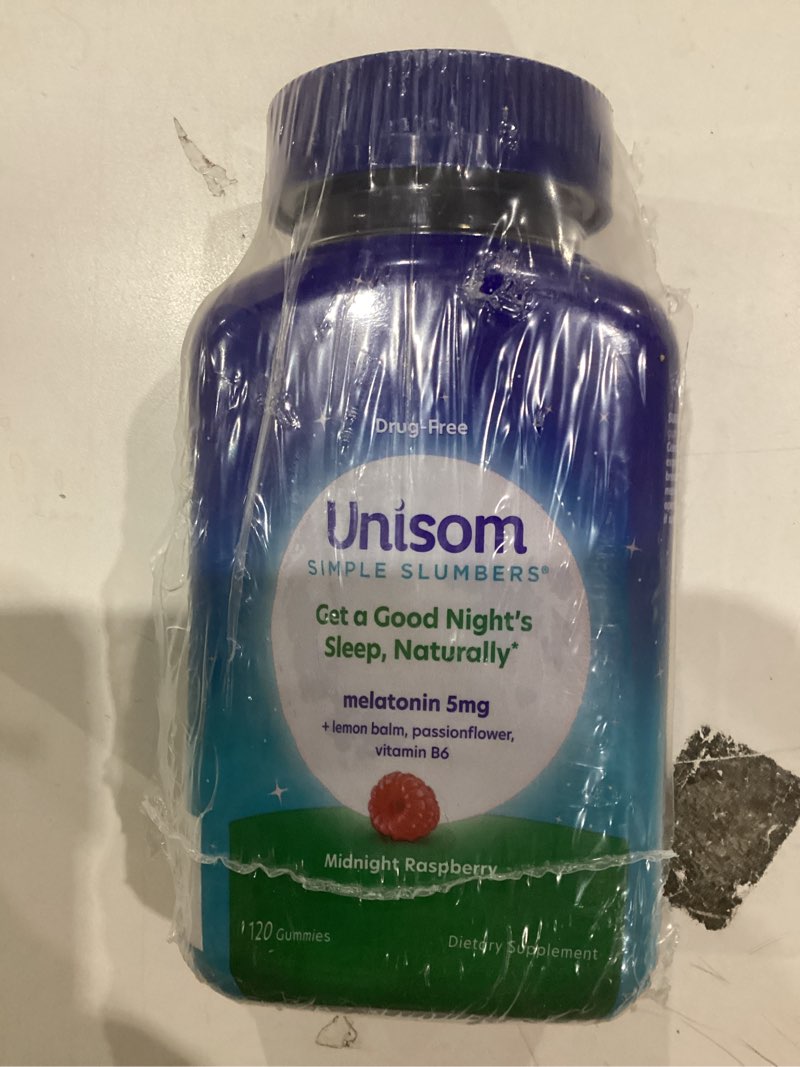 Drug-Free
Unisom
SIMPLE SLUMBERS®
Get a Good Night's
Sleep, Naturally*
melatonin 5mg
+ lemon balm, passionflower,
vitamin B6
Midnight Raspberry
120 Gummies
Dietary Supplement